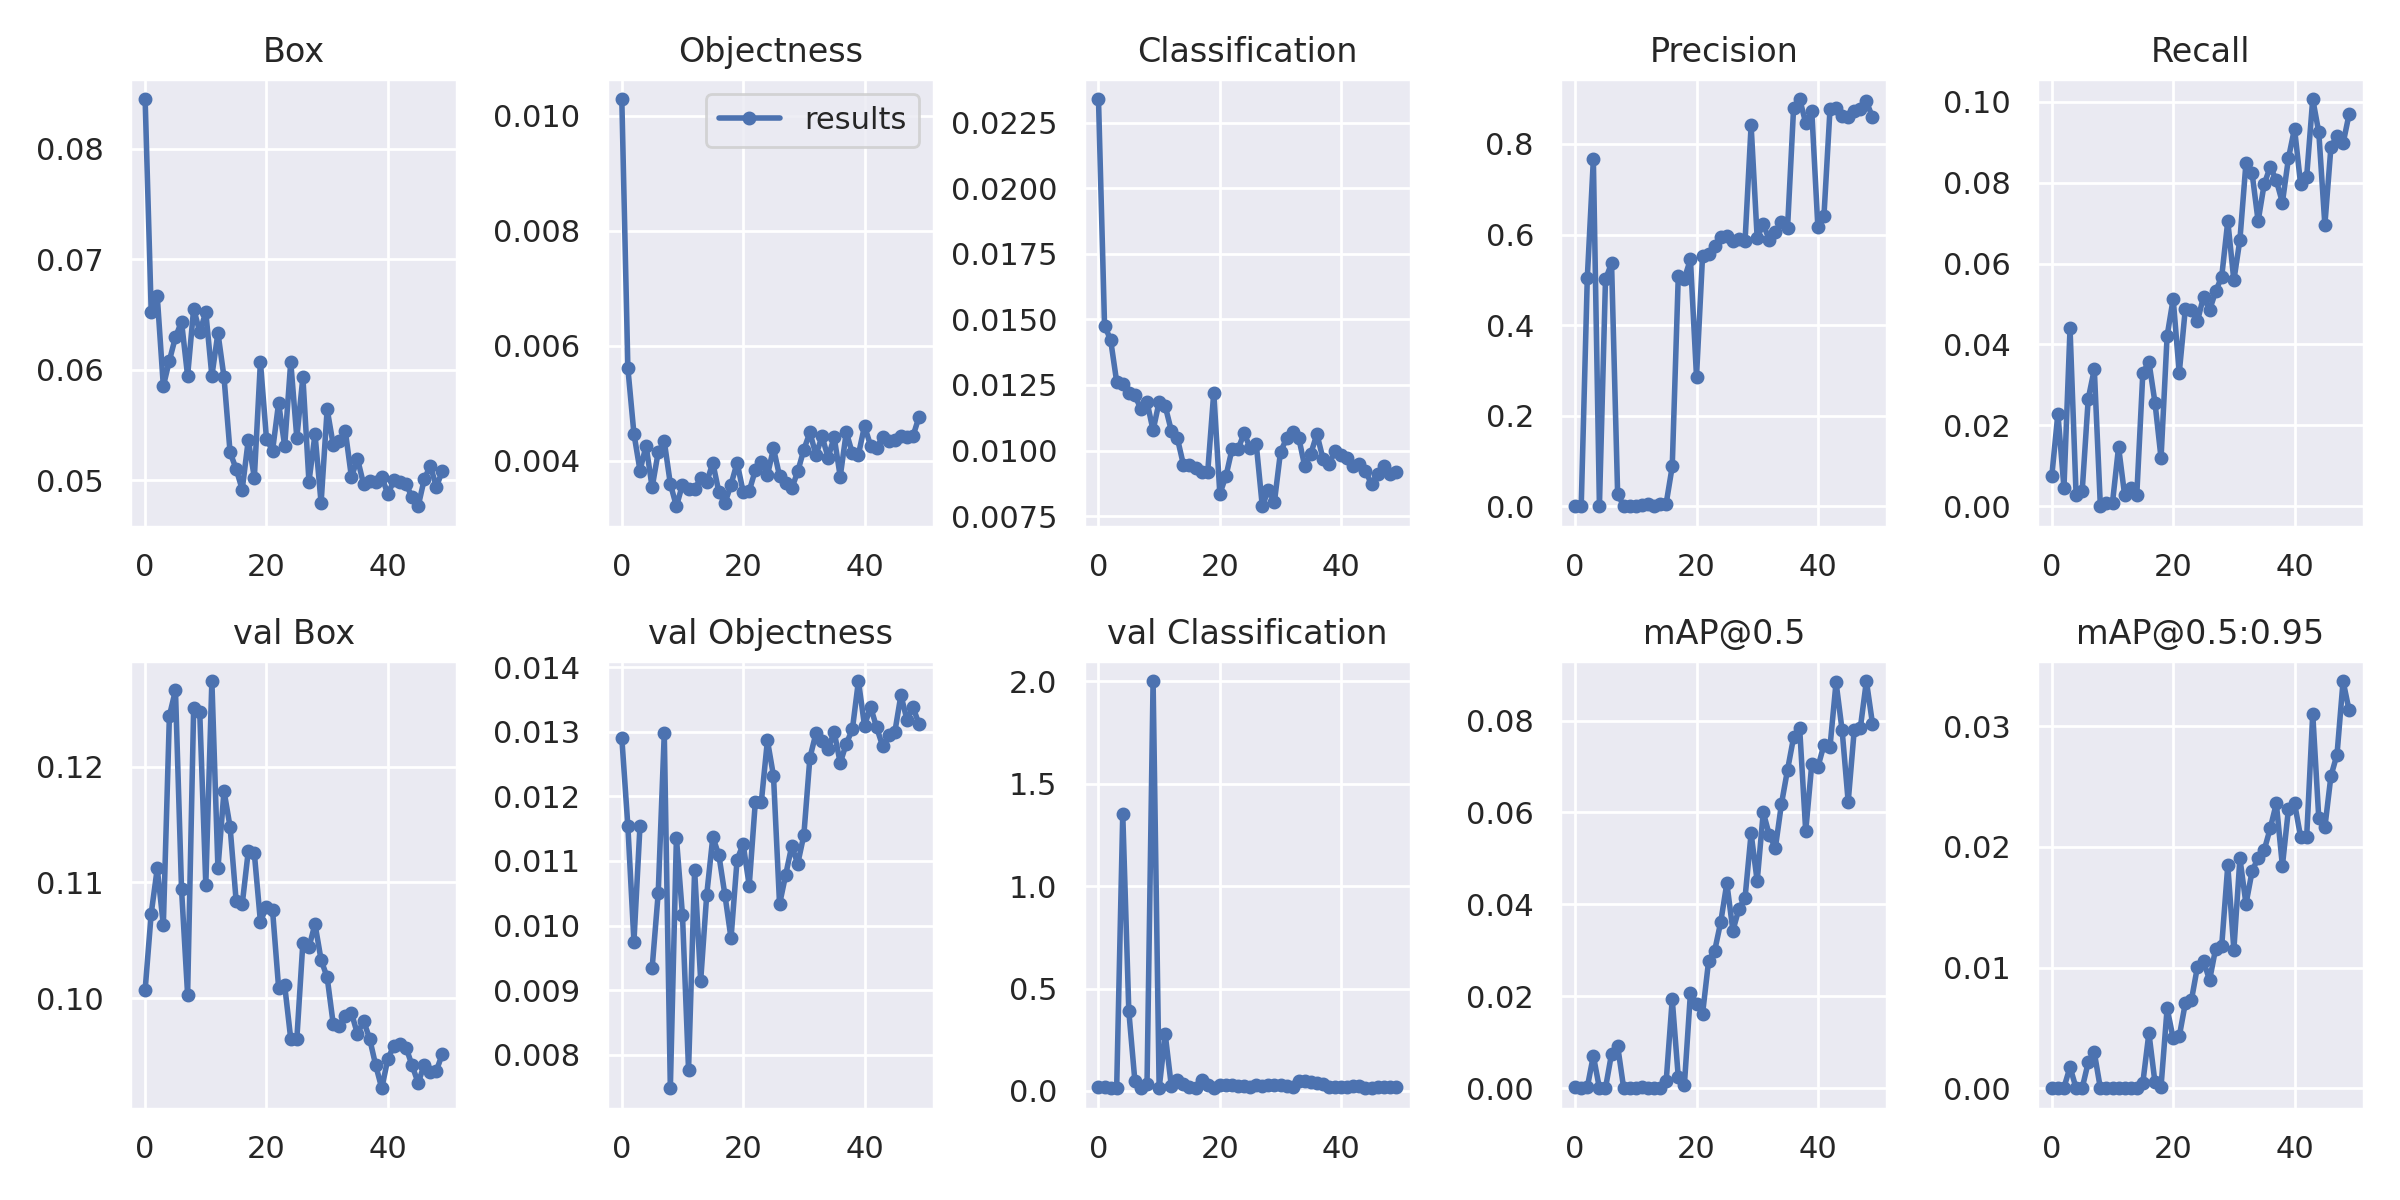 Box
Objectness
Classification
Precision
Recall
results
0.08
0.07
0.06
0.05
0 20 40
0.010
0.008
0.006
0.004
0 20 40
0.0225
0.0200
0.0175
0.0150
0.0125
0.0100
0.0075
0 20 40
0.8
0.6
0.4
0.2
0.0
0 20 40
0.10
0.08
0.06
0.04
0.02
0.00
0 20 40
val Box
val Objectness
val Classification
mAP@0.5
mAP@0.5:0.95
0.12
0.11
0.10
0 20 40
0.014
0.013
0.012
0.011
0.010
0.009
0.008
0 20 40
2.0
1.5
1.0
0.5
0.0
0 20 40
0.08
0.06
0.04
0.02
0.00
0 20 40
0.03
0.02
0.01
0.00
0 20 40